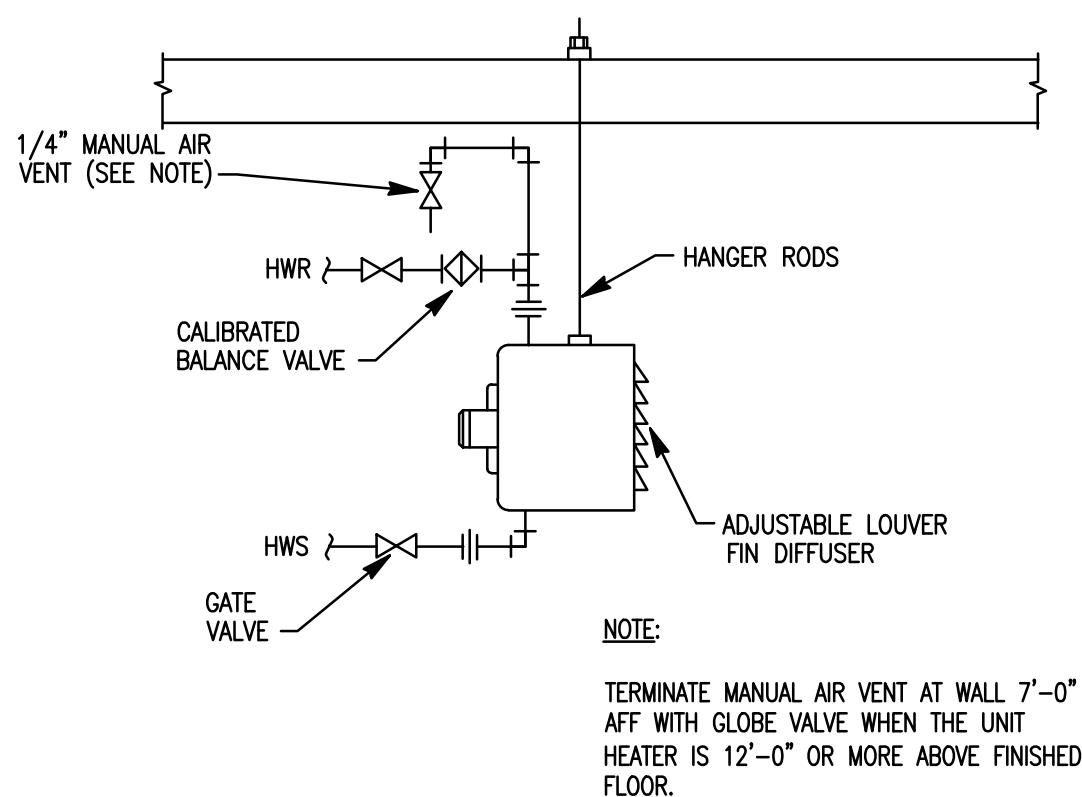 1/4" MANUAL AIR
VENT (SEE NOTE)
HWR
HANGER RODS
CALIBRATED
BALANCE VALVE
ADJUSTABLE LOUVER
FIN DIFFUSER
HWS
GATE
VALVE
NOTE:
TERMINATE MANUAL AIR VENT AT WALL 7'-0"
AFF WITH GLOBE VALVE WHEN THE UNIT
HEATER IS 12'-0" OR MORE ABOVE FINISHED
FLOOR.